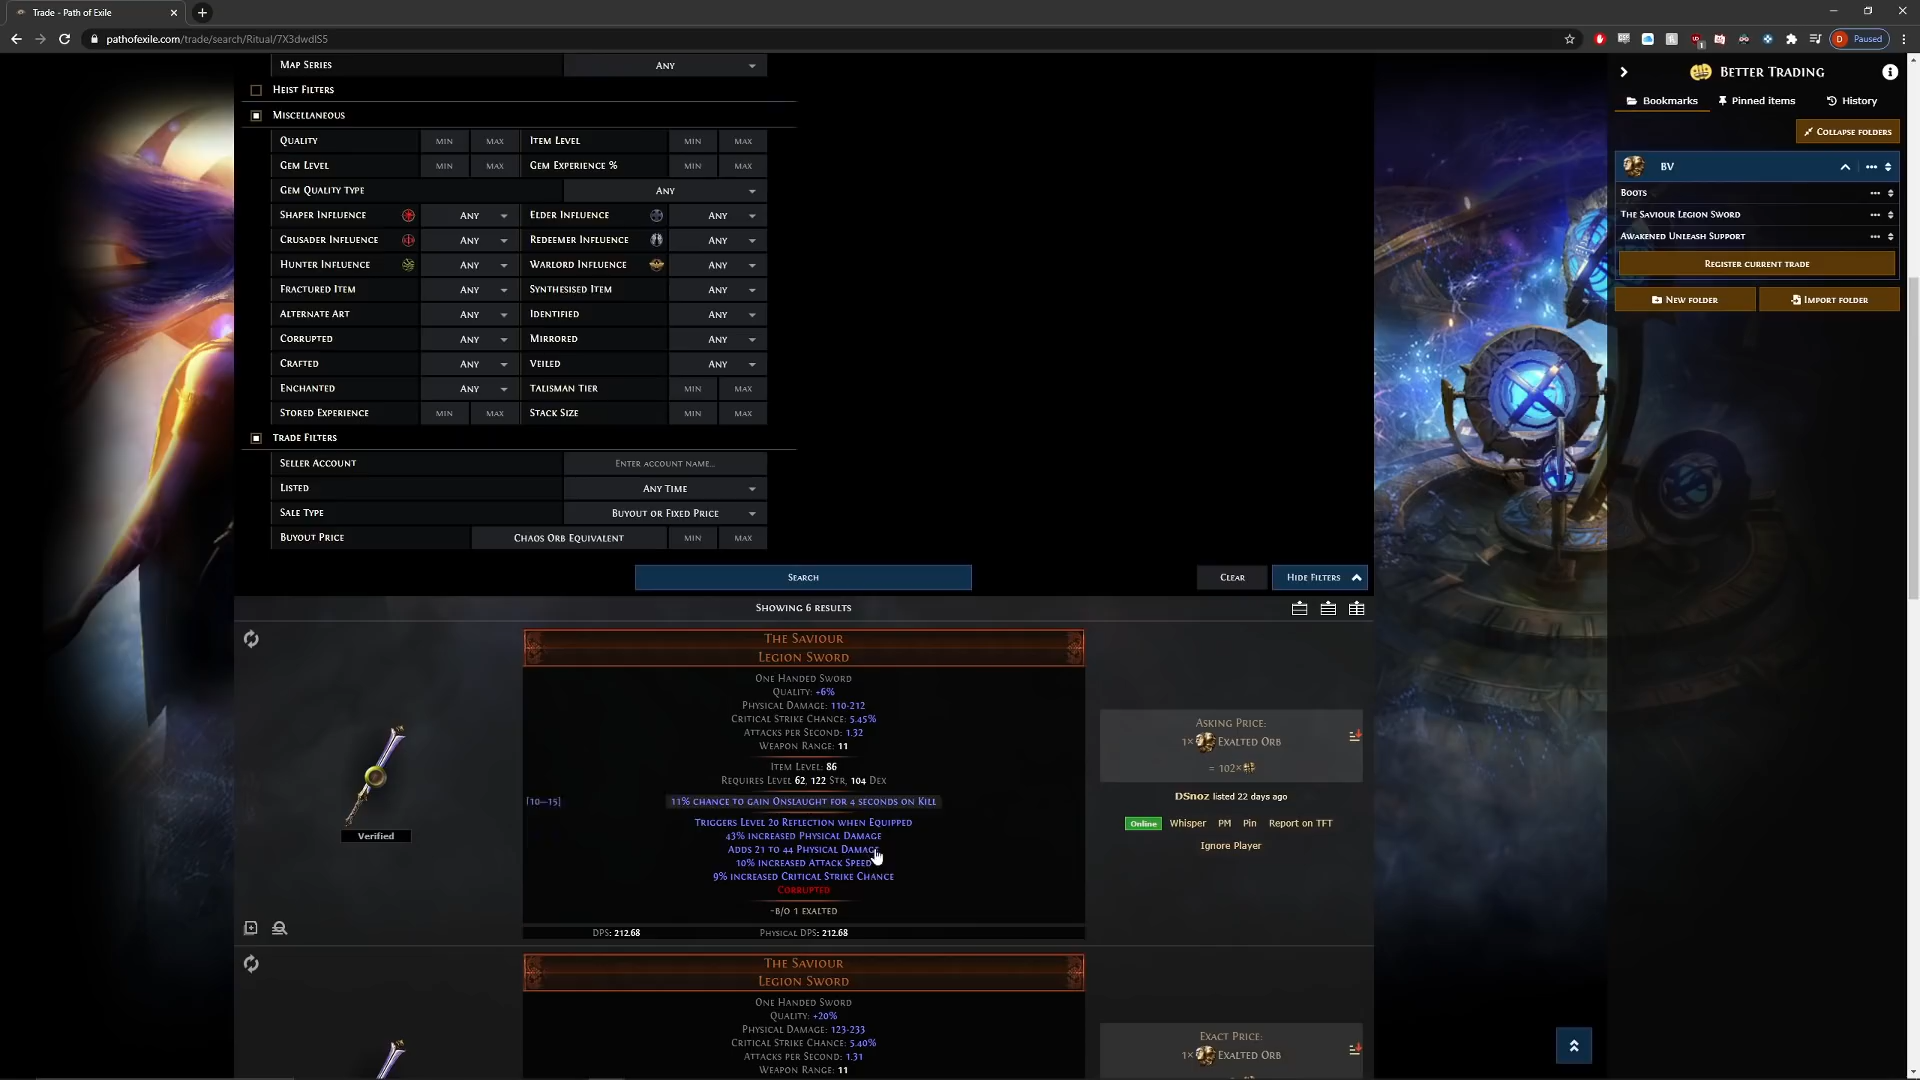 Trade - Path of Exile
pathofexile.com/trade/search/Ritual/7X3dwdlS5
D Paused
Map Series Any
Heist Filters
Miscellaneous
Quality MIN MAX Item Level MIN MAX
Gem Level MIN MAX Gem Experience % MIN MAX
Gem Quality Type Any
Shaper Influence Any Elder Influence Any
Crusader Influence Any Redeemer Influence Any
Hunter Influence Any Warlord Influence Any
Fractured Item Any Synthesised Item Any
Alternate Art Any Identified Any
Corrupted Any Mirrored Any
Crafted Any Veiled Any
Enchanted Any Talisman Tier MIN MAX
Stored Experience MIN MAX Stack Size MIN MAX
Trade Filters
Seller Account Enter account name...
Listed Any Time
Sale Type Buyout or Fixed Price
Buyout Price Chaos Orb Equivalent MIN MAX
Search Clear Hide Filters
Showing 6 results
The Saviour
Legion Sword
One Handed Sword
Quality: +6%
Physical Damage: 110-212
Critical Strike Chance: 5.45%
Attacks per Second: 1.32
Weapon Range: 11
Item Level: 86
Requires Level 62, 122 Str, 104 Dex
[10—15] 11% chance to gain Onslaught for 4 seconds on Kill
Triggers Level 20 Reflection when Equipped
43% increased Physical Damage
Adds 21 to 44 Physical Damage
10% increased Attack Speed
9% increased Critical Strike Chance
Corrupted
~b/o 1 exalted
DPS: 212.68 Physical DPS: 212.68
Verified
Asking Price:
1× Exalted Orb
= 102×
DSnoz listed 22 days ago
Online Whisper PM Pin Report on TFT
Ignore Player
The Saviour
Legion Sword
One Handed Sword
Quality: +20%
Physical Damage: 123-233
Critical Strike Chance: 5.40%
Attacks per Second: 1.31
Weapon Range: 11
Exact Price:
1× Exalted Orb
Better Trading
Bookmarks Pinned items History
Collapse folders
BV
Boots
The Saviour Legion Sword
Awakened Unleash Support
Register current trade
New folder Import folder